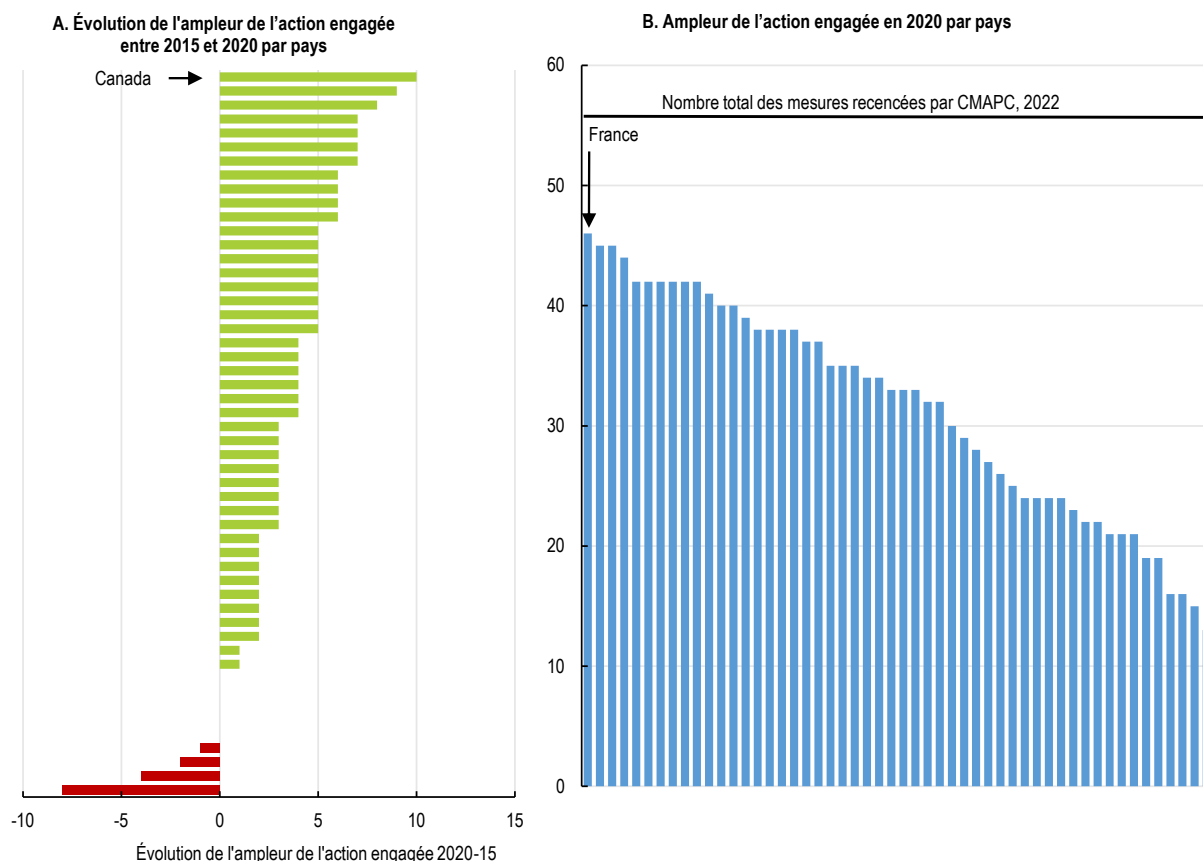 A. Évolution de l'ampleur de l’action engagée
entre 2015 et 2020 par pays
Canada
-10
-5
0
5
10
15
Évolution de l'ampleur de l'action engagée 2020-15
B. Ampleur de l’action engagée en 2020 par pays
60
Nombre total des mesures recencées par CMAPC, 2022
France
50
40
30
20
10
0